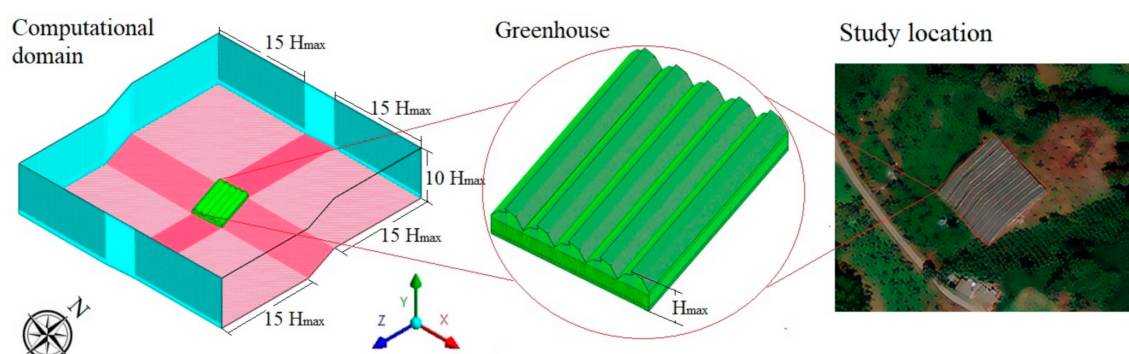 Computational
domain
15 Hmax
15 Hmax
10 Hmax
15 Hmax
15 Hmax
N
Y
Z
X
Greenhouse
Hmax
Study location